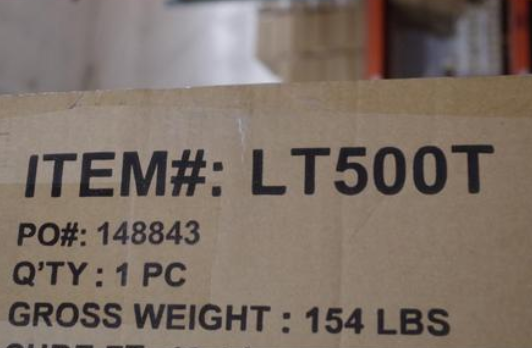 ITEM#: LT500T
PO#: 148843
Q'TY : 1 PC
GROSS WEIGHT : 154 LBS